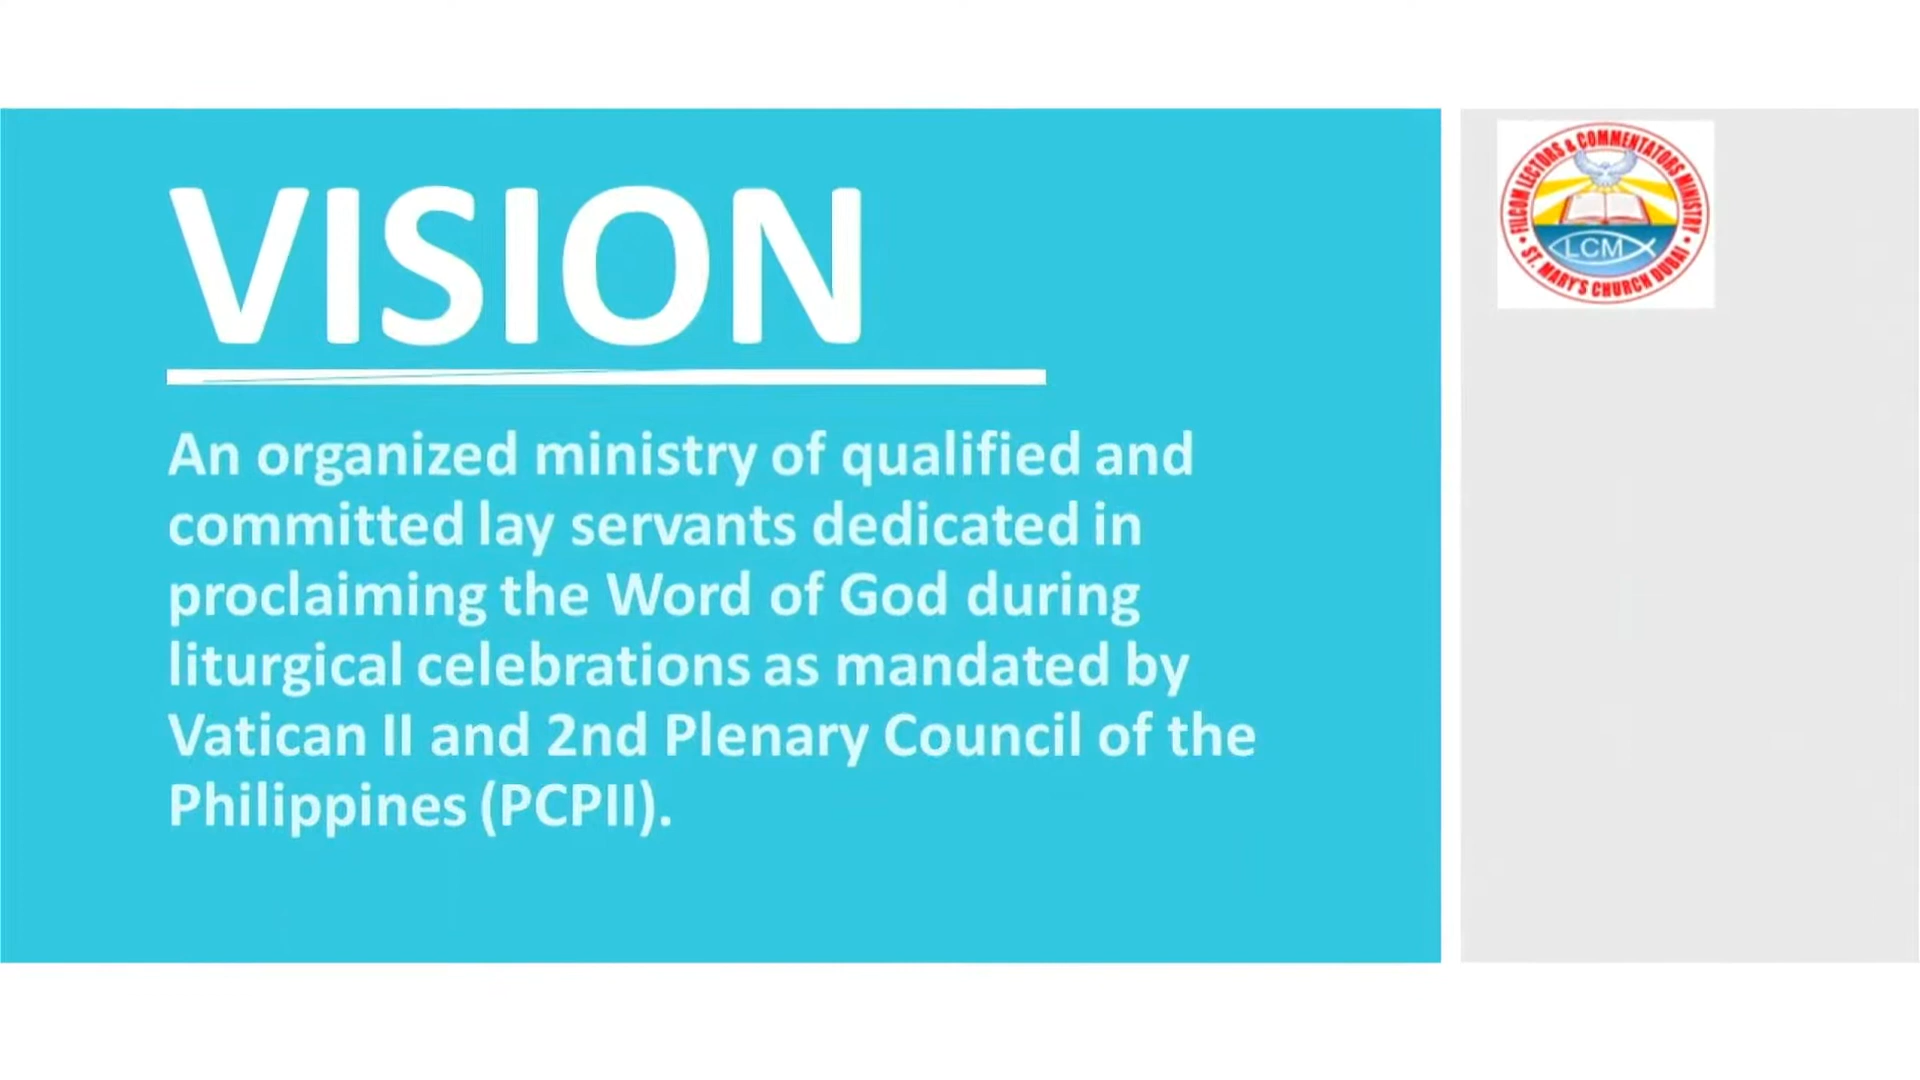 VISION
An organized ministry of qualified and
committed lay servants dedicated in
proclaiming the Word of God during
liturgical celebrations as mandated by
Vatican II and 2nd Plenary Council of the
Philippines (PCPII).
FILCOM LECTORS & COMMENTATORS MINISTRY
LCM
• ST. MARY'S CHURCH DUBAI •